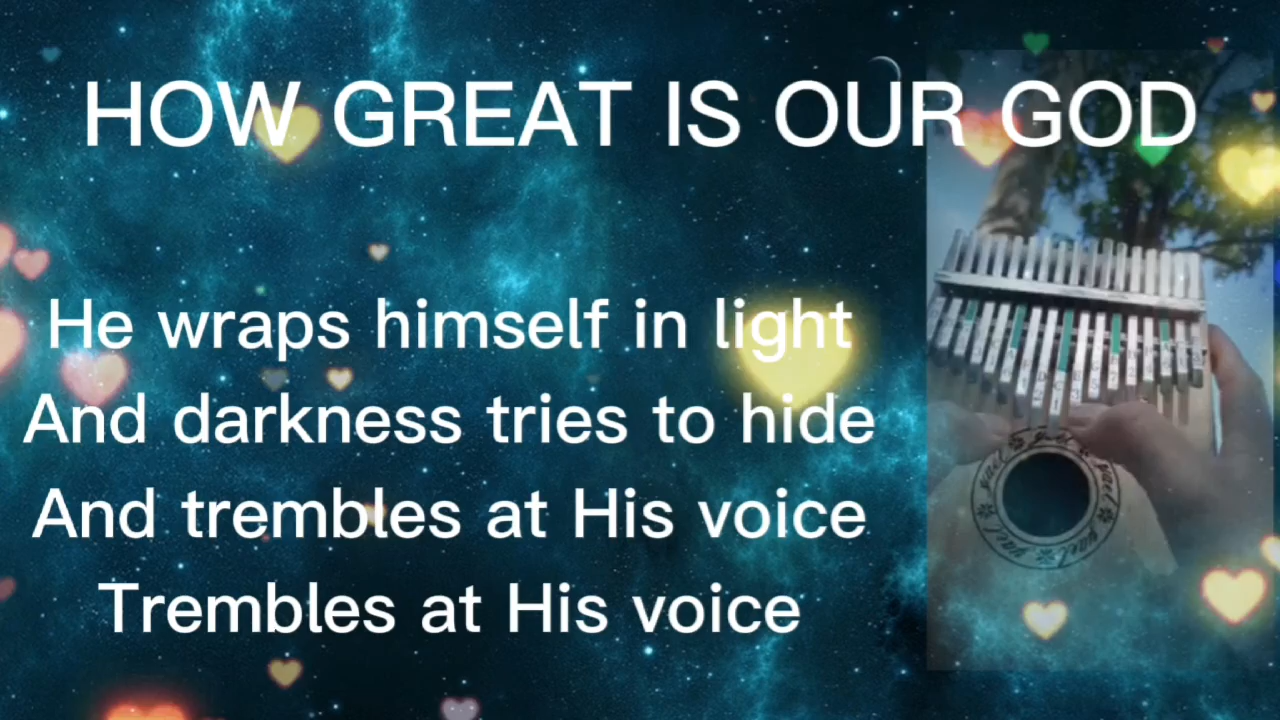 HOW GREAT IS OUR GOD
He wraps himself in light
And darkness tries to hide
And trembles at His voice
Trembles at His voice